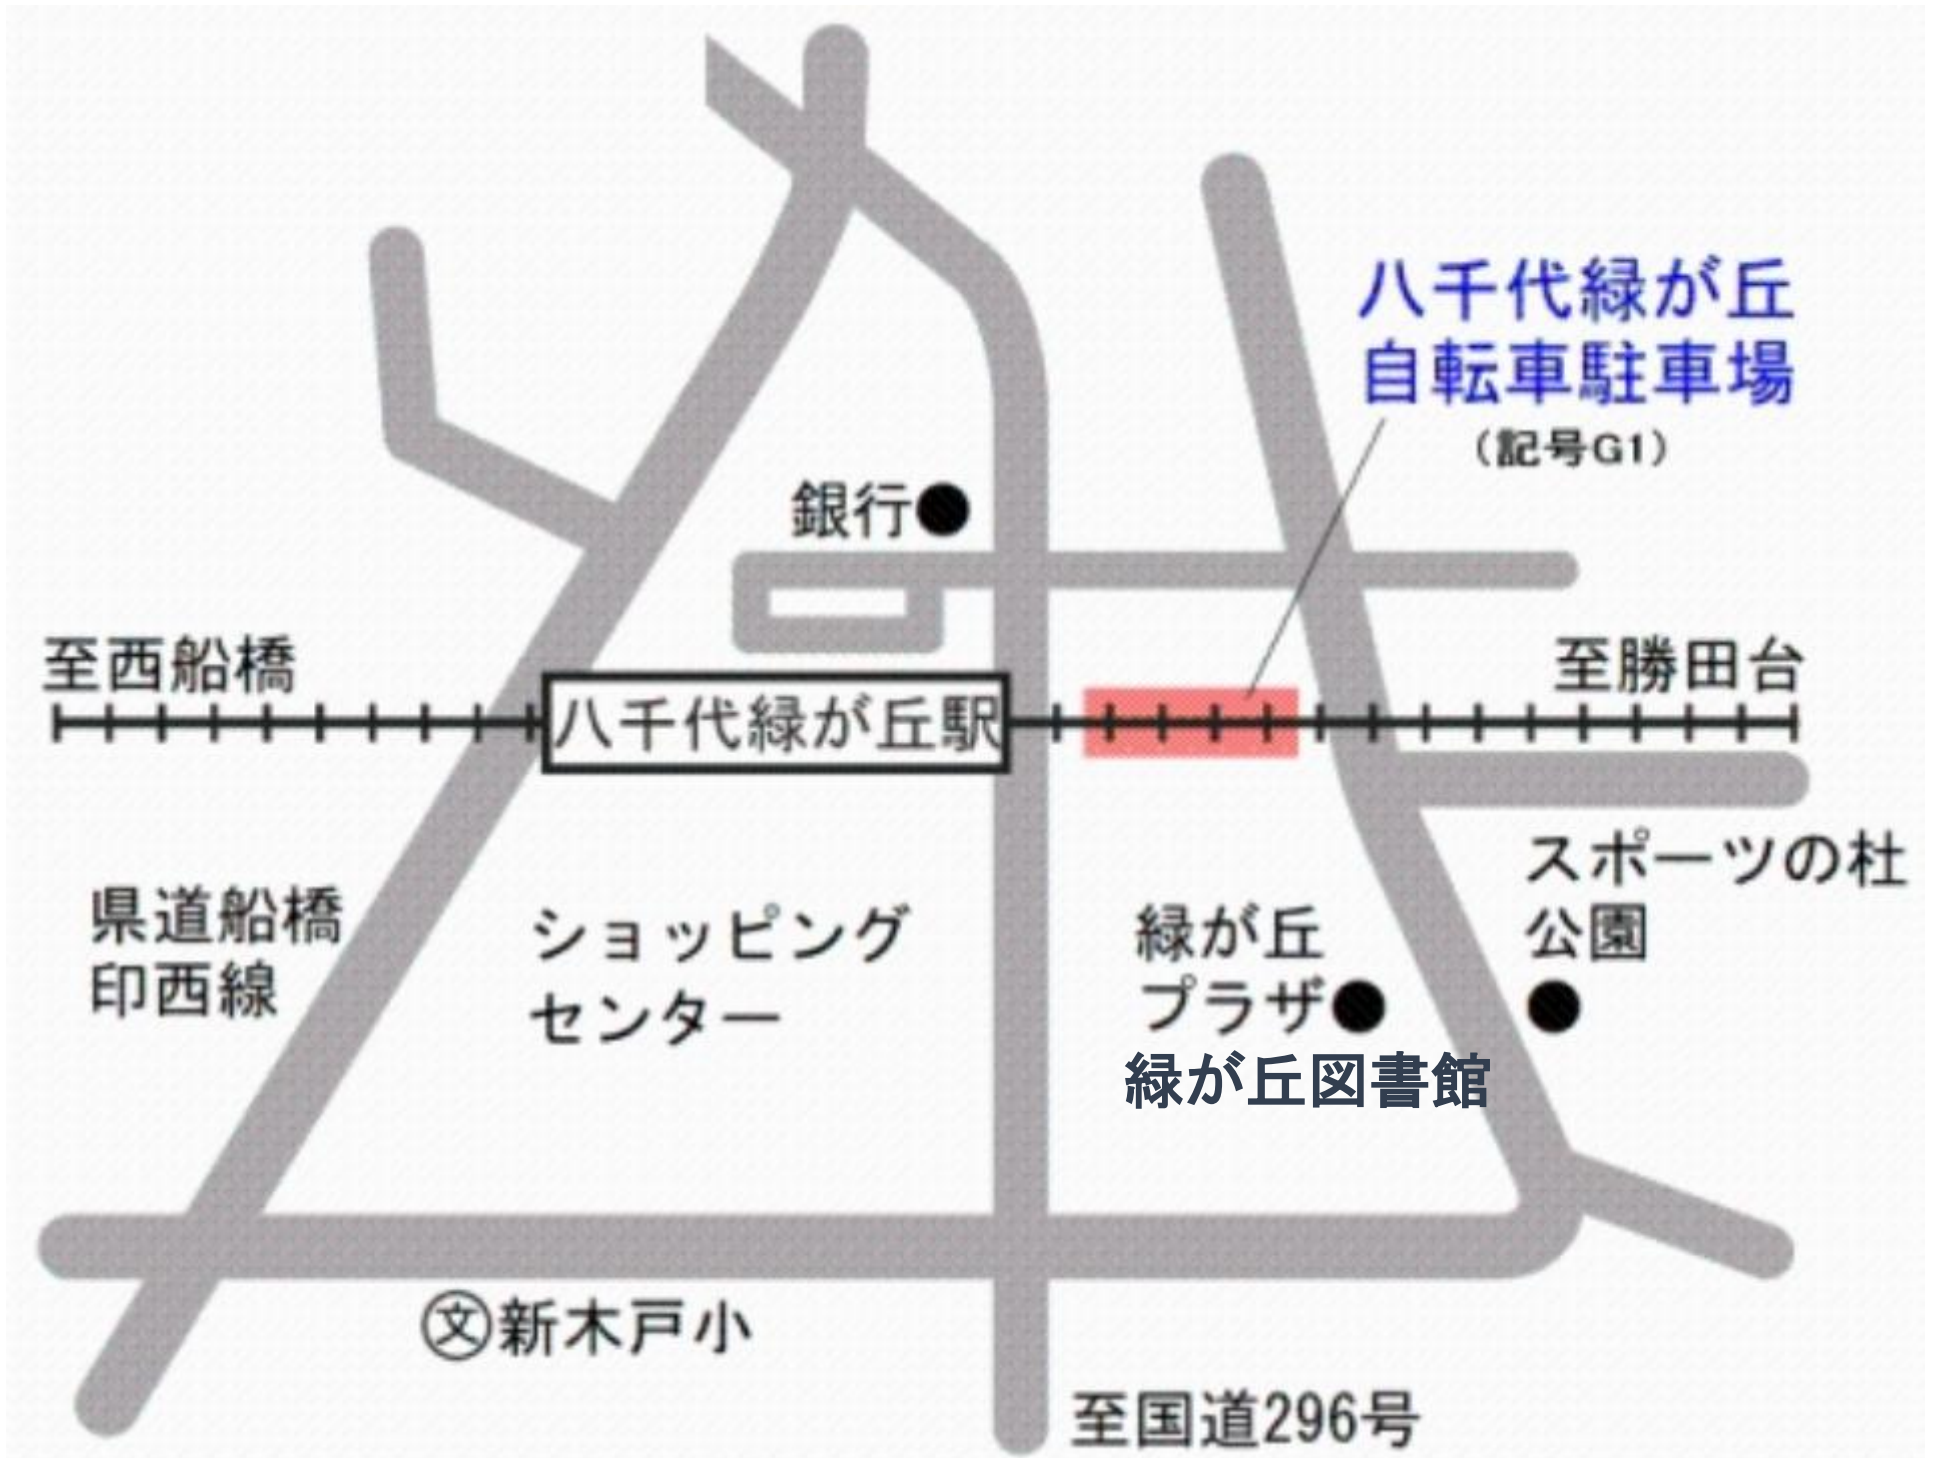 八千代緑が丘
自転車駐車場
（記号G1）
銀行
至西船橋
至勝田台
八千代緑が丘駅
県道船橋
印西線
ショッピング
センター
緑が丘
プラザ
緑が丘図書館
スポーツの杜
公園
文新木戸小
至国道296号